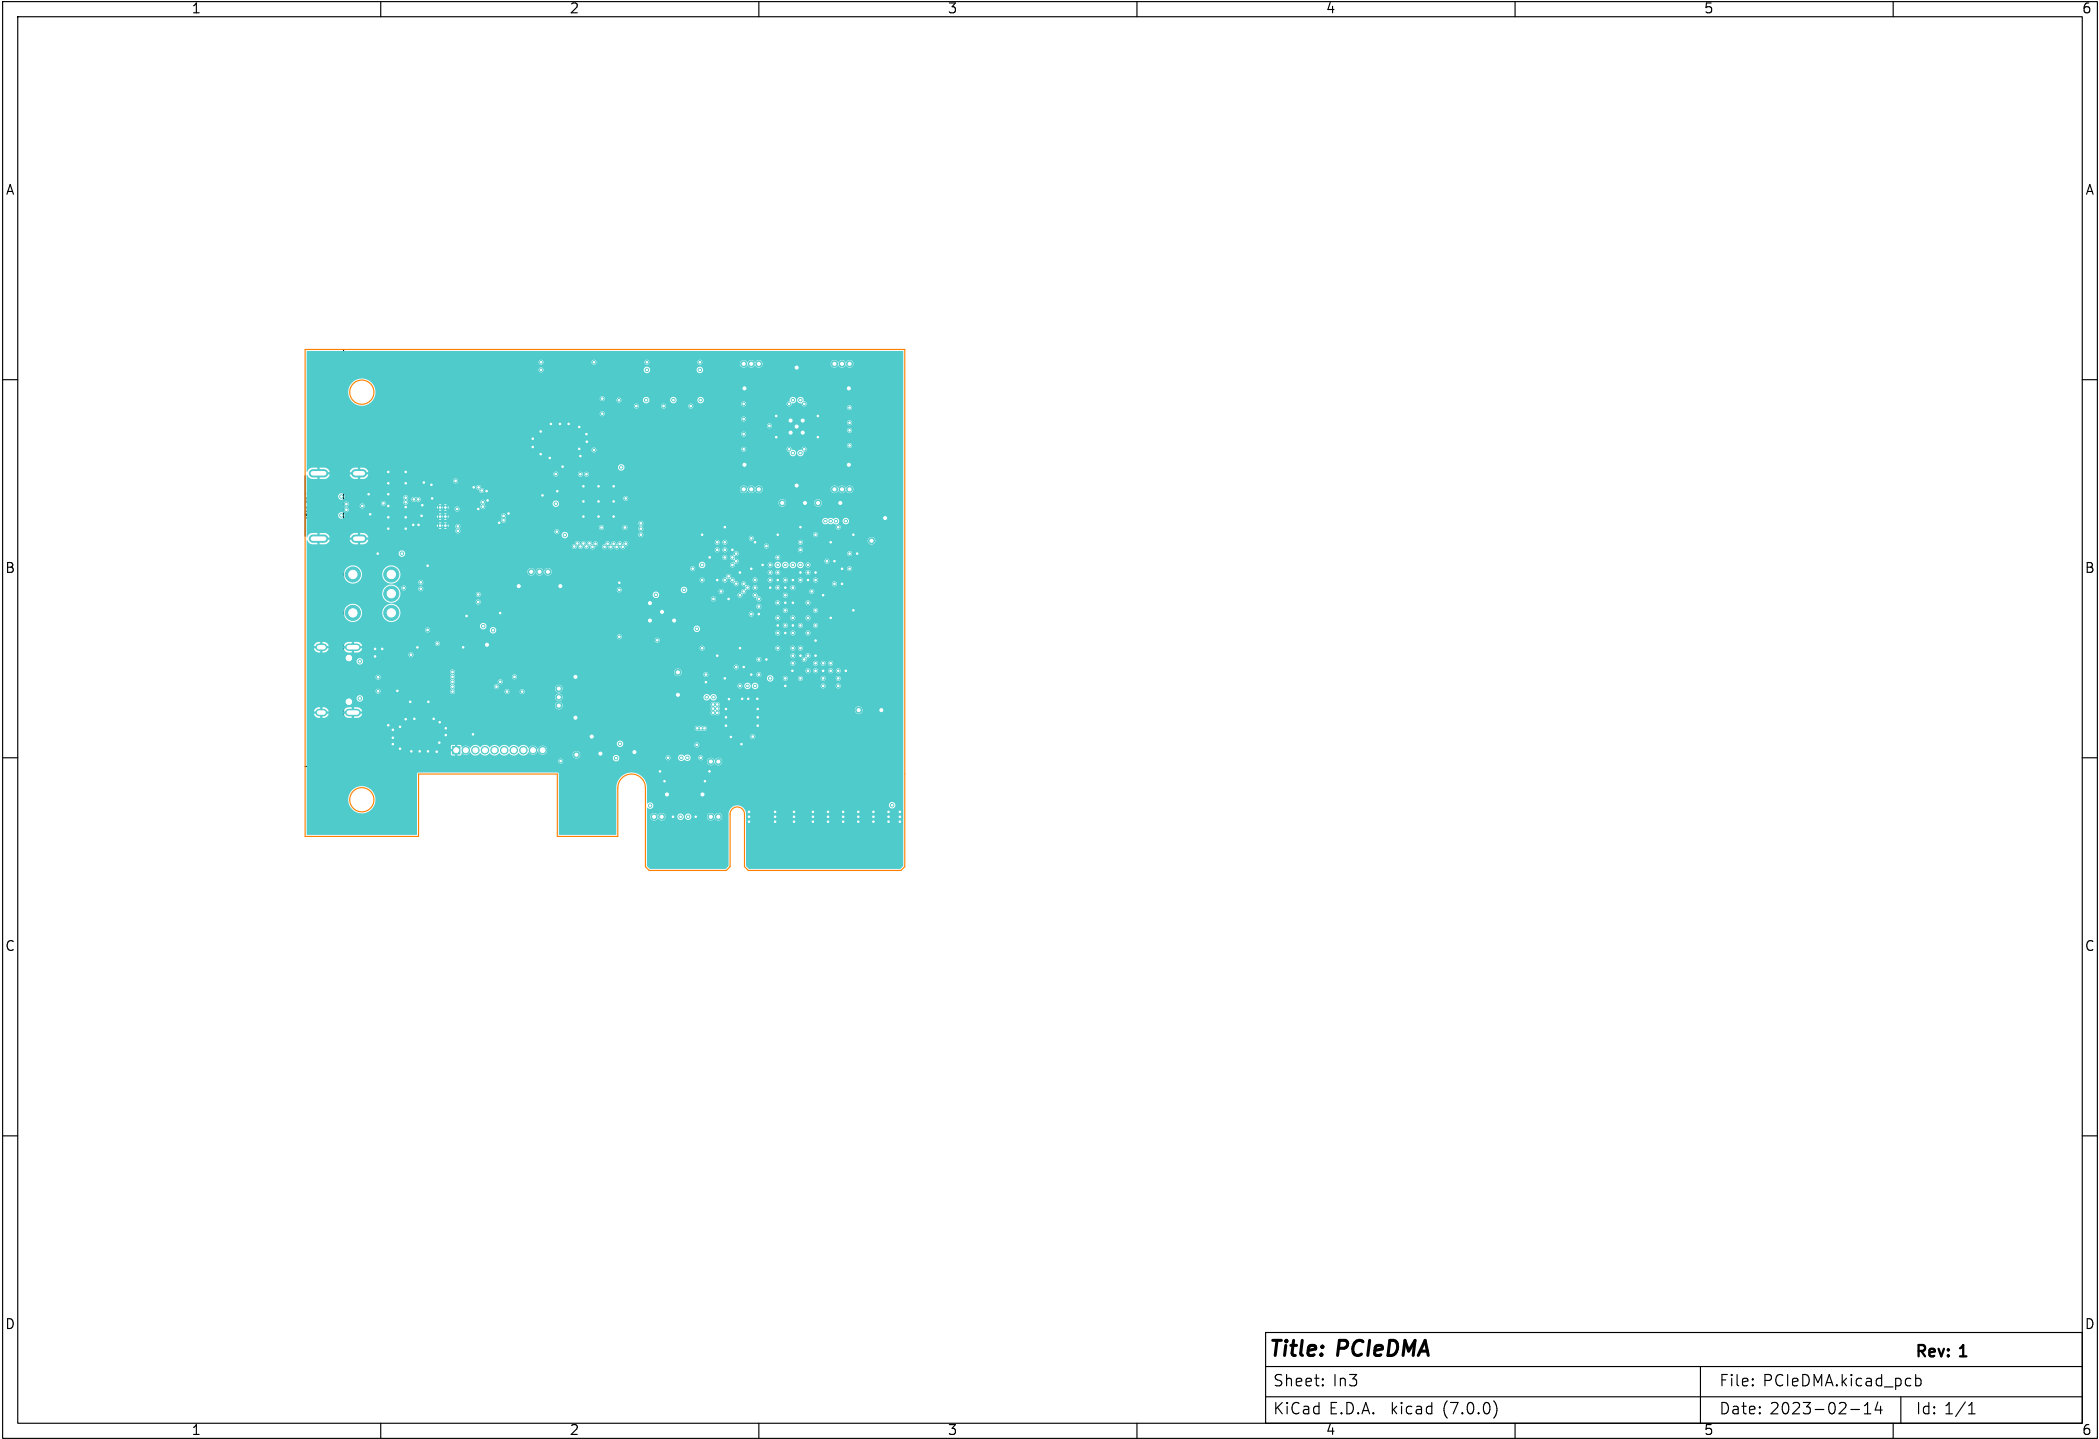 1 2 3 4 5 6
A A
B B
C C
D D
Title: PCIeDMA Rev: 1
Sheet: In3 File: PCIeDMA.kicad_pcb
KiCad E.D.A. kicad (7.0.0) Date: 2023-02-14 Id: 1/1
1 2 3 4 5 6